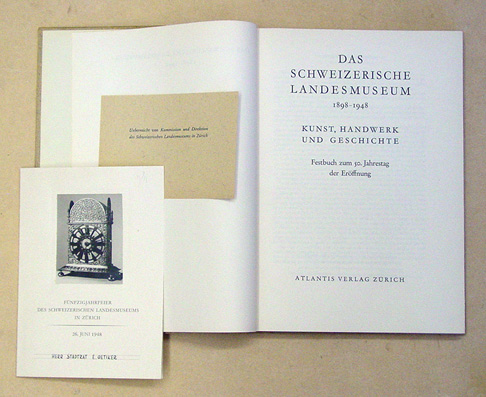 DAS
SCHWEIZERISCHE
LANDESMUSEUM
1898-1948
KUNST, HANDWERK
UND GESCHICHTE
Festbuch zum 50. Jahrestag
der Eröffnung
ATLANTIS VERLAG ZÜRICH
Ueberreicht von Kommission und Direktion
des Schweizerischen Landesmuseums in Zürich
FÜNFZIGJAHRFEIER
DES SCHWEIZERISCHEN LANDESMUSEUMS
IN ZÜRICH
26. JUNI 1948
HERR STADTRAT E. OETIKER